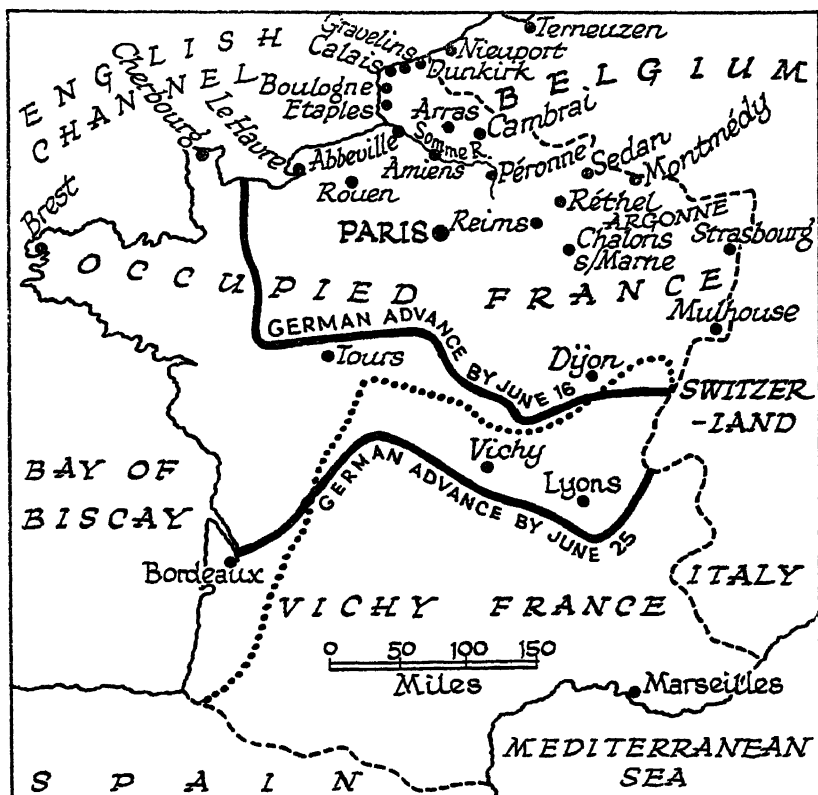 ENGLISH
CHANNEL
Cherbourg
Le Havre
Gravelins
Calais
Boulogne
Etaples
Terneuzen
Nieuport
Dunkirk
BELGIUM
Arras
Cambrai
Abbeville
Somme R.
Amiens
Péronne
Sedan
Montmédy
Rouen
Réthel
ARGONNE
Brest
PARIS
Reims
Chalons
s/Marne
Strasbourg
OCCUPIED FRANCE
Mulhouse
GERMAN ADVANCE BY JUNE 16
Tours
Dijon
SWITZER
-LAND
Vichy
BAY OF
BISCAY
GERMAN ADVANCE BY JUNE 25
Lyons
Bordeaux
ITALY
VICHY FRANCE
0 50 100 150
Miles
Marseilles
MEDITERRANEAN
SEA
SPAIN